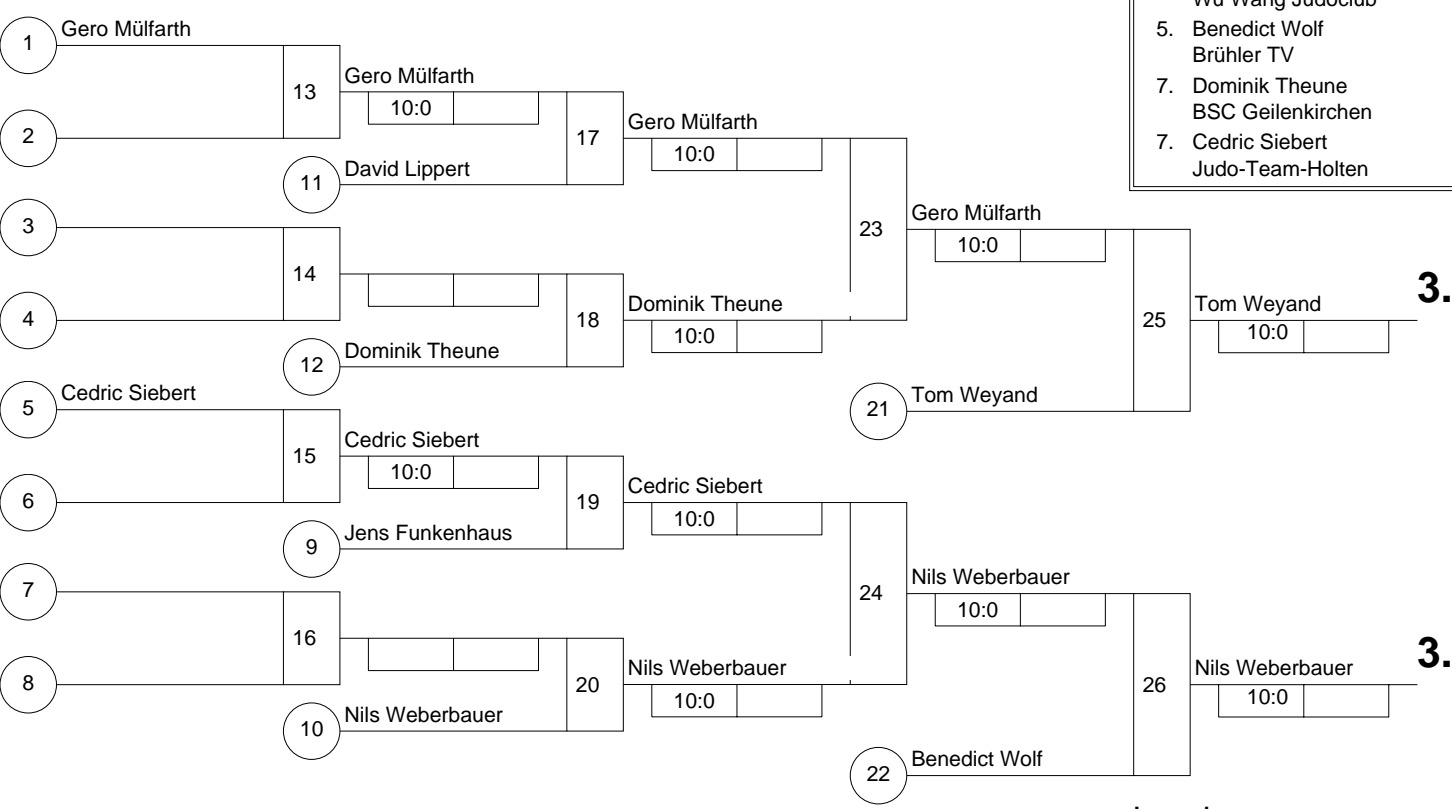 Wu Wang Judoclub
5. Benedict Wolf
Brühler TV
7. Dominik Theune
BSC Geilenkirchen
7. Cedric Siebert
Judo-Team-Holten
1 Gero Mülfarth
13
Gero Mülfarth
10:0
2
17
Gero Mülfarth
10:0
11 David Lippert
3
23
Gero Mülfarth
10:0
14
4
18
Dominik Theune
10:0
12 Dominik Theune
25
Tom Weyand
10:0
3.
5 Cedric Siebert
21 Tom Weyand
15
Cedric Siebert
10:0
6
19
Cedric Siebert
10:0
9 Jens Funkenhaus
7
24
Nils Weberbauer
10:0
16
8
20
Nils Weberbauer
10:0
10 Nils Weberbauer
26
Nils Weberbauer
10:0
3.
22 Benedict Wolf